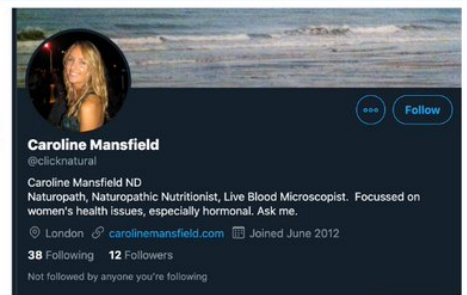 Follow
Caroline Mansfield
@clicknatural
Caroline Mansfield ND
Naturopath, Naturopathic Nutritionist, Live Blood Microscopist. Focussed on
women's health issues, especially hormonal. Ask me.
London carolinemansfield.com Joined June 2012
38 Following 12 Followers
Not followed by anyone you're following